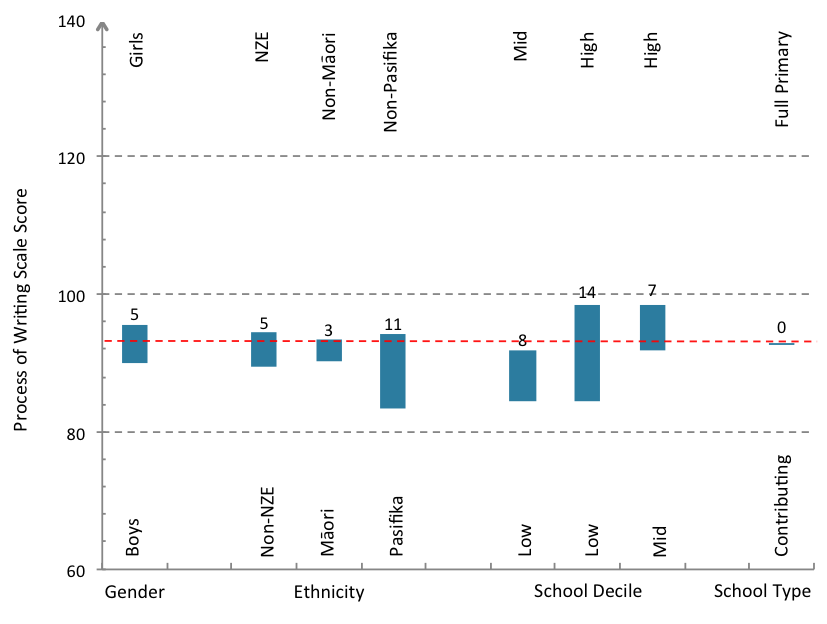 140
120
100
80
60
Process of Writing Scale Score
Girls
NZE
Non-Māori
Non-Pasifika
Mid
High
High
Full Primary
5
5
3
11
8
14
7
0
Boys
Non-NZE
Māori
Pasifika
Low
Low
Mid
Contributing
Gender
Ethnicity
School Decile
School Type